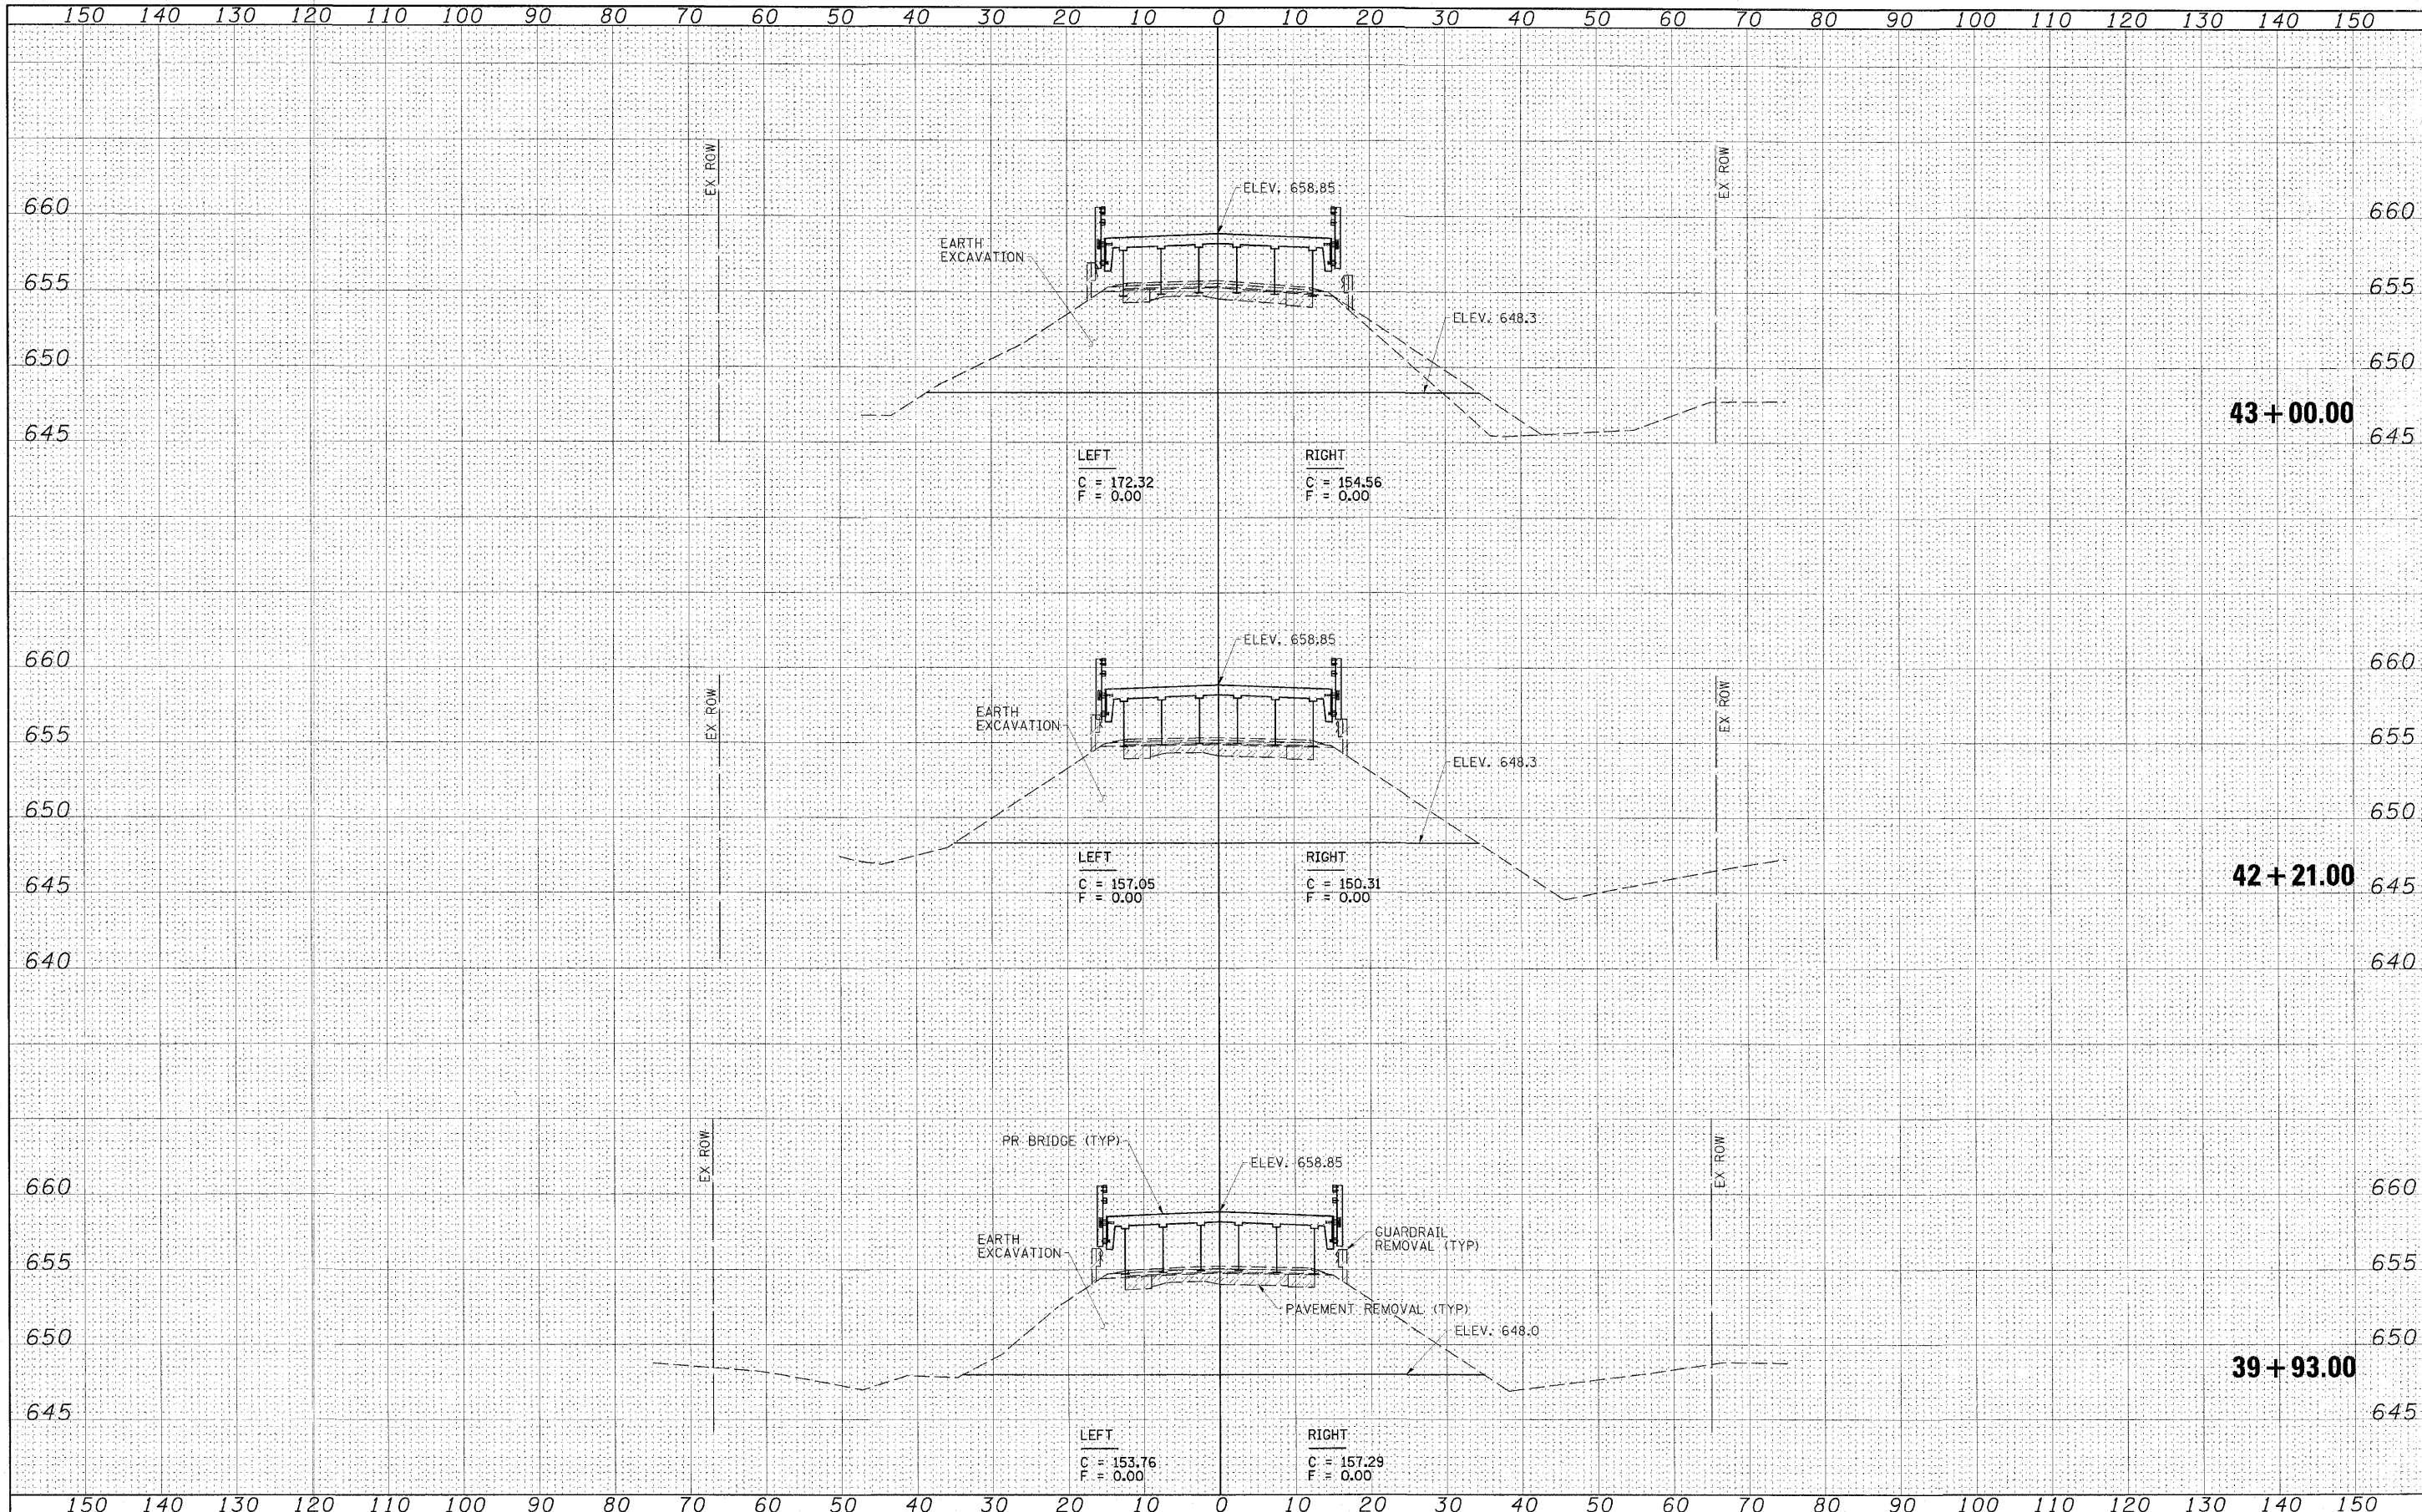 150 140 130 120 110 100 90 80 70 60 50 40 30 20 10 0 10 20 30 40 50 60 70 80 90 100 110 120 130 140 150
EX ROW
EX ROW
ELEV. 658.85
660 660
EARTH
EXCAVATION
655 655
ELEV. 648.3
650 650
43+00.00
645 645
LEFT RIGHT
C = 172.32 C = 154.56
F = 0.00 F = 0.00
ELEV. 658.85
660 660
EX ROW
EX ROW
EARTH
EXCAVATION
655 655
ELEV. 648.3
650 650
LEFT RIGHT
42+21.00
645 645
C = 157.05 C = 150.31
F = 0.00 F = 0.00
640 640
EX ROW
EX ROW
PR BRIDGE (TYP)
ELEV. 658.85
660 660
EARTH
EXCAVATION
GUARDRAIL
REMOVAL (TYP)
655 655
PAVEMENT REMOVAL (TYP)
ELEV. 648.0
650 650
39+93.00
645 645
LEFT RIGHT
C = 153.76 C = 157.29
F = 0.00 F = 0.00
150 140 130 120 110 100 90 80 70 60 50 40 30 20 10 0 10 20 30 40 50 60 70 80 90 100 110 120 130 140 150